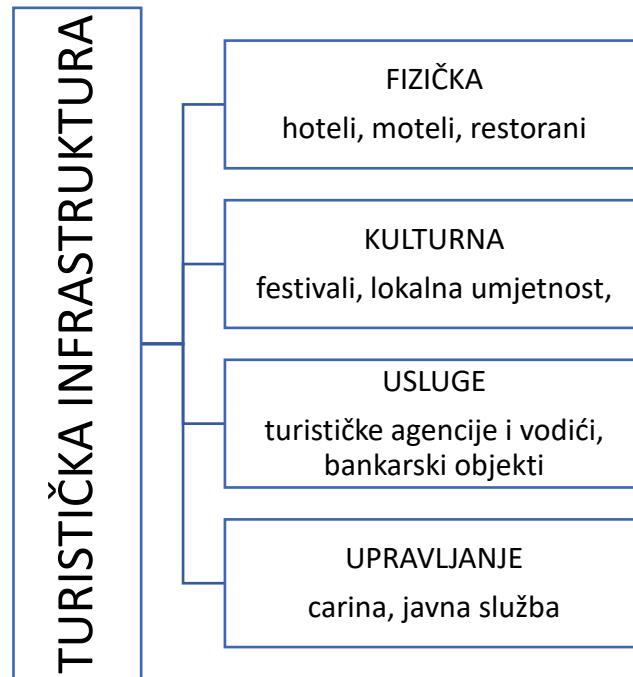 TURISTIČKA INFRASTRUKTURA
FIZIČKA
hoteli, moteli, restorani
KULTURNA
festivali, lokalna umjetnost,
USLUGE
turističke agencije i vodići,
bankarski objekti
UPRAVLJANJE
carina, javna služba